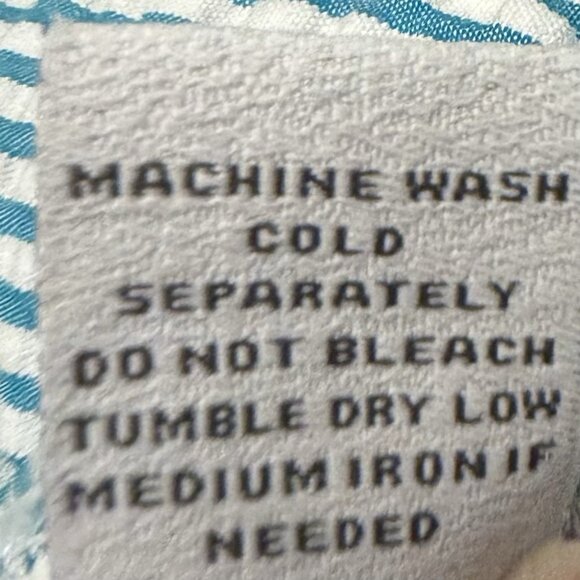 MACHINE WASH
COLD
SEPARATELY
DO NOT BLEACH
TUMBLE DRY LOW
MEDIUM IRON IF
NEEDED